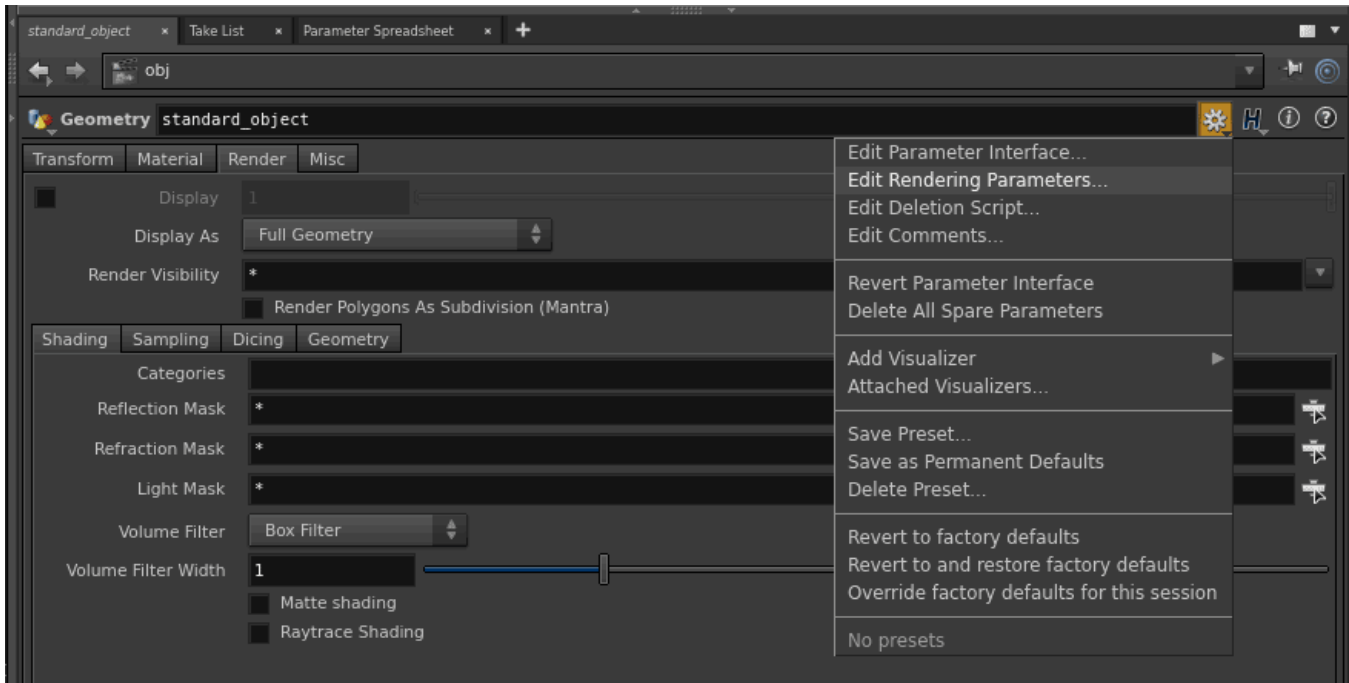 standard_object × Take List × Parameter Spreadsheet × +
obj
Geometry standard_object H i ?
Transform Material Render Misc
Display 1
Display As Full Geometry
Render Visibility *
Render Polygons As Subdivision (Mantra)
Shading Sampling Dicing Geometry
Categories
Reflection Mask *
Refraction Mask *
Light Mask *
Volume Filter Box Filter
Volume Filter Width 1
Matte shading
Raytrace Shading
Edit Parameter Interface...
Edit Rendering Parameters...
Edit Deletion Script...
Edit Comments...
Revert Parameter Interface
Delete All Spare Parameters
Add Visualizer
Attached Visualizers...
Save Preset...
Save as Permanent Defaults
Delete Preset...
Revert to factory defaults
Revert to and restore factory defaults
Override factory defaults for this session
No presets